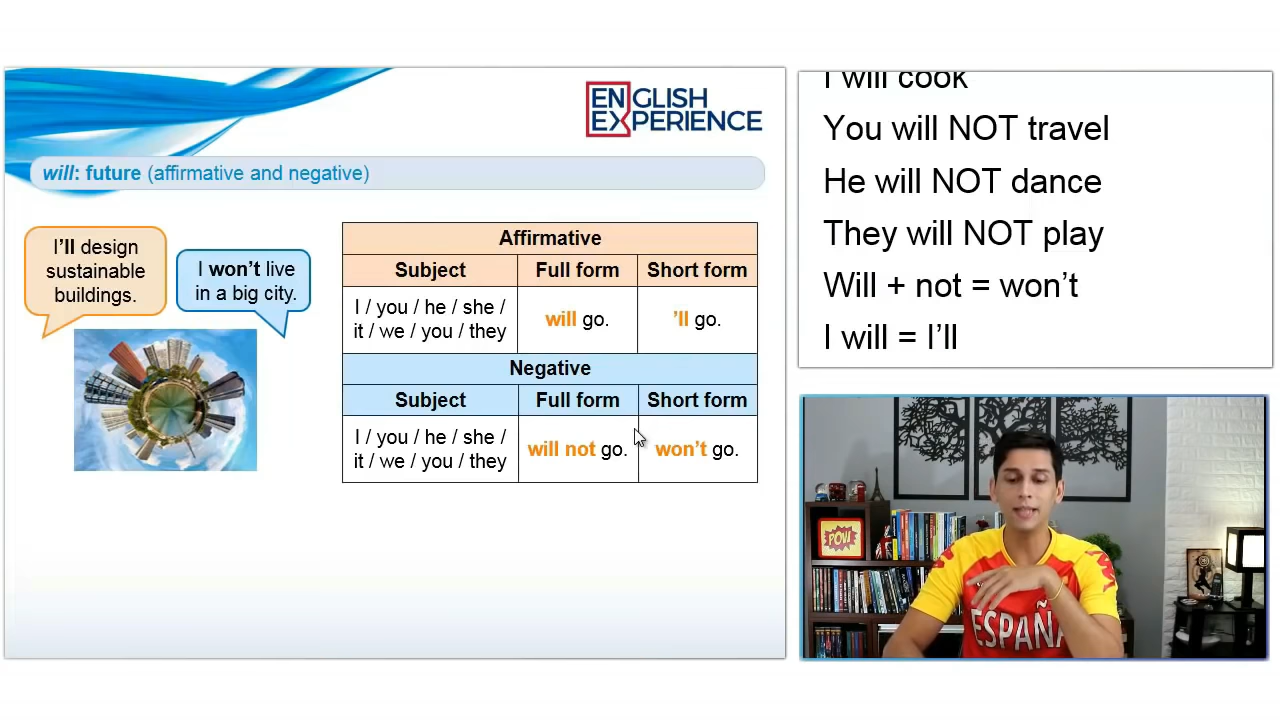 ENGLISH
EXPERIENCE
will: future (affirmative and negative)
I’ll design
sustainable
buildings.
I won’t live
in a big city.
Affirmative
Subject Full form Short form
I / you / he / she /
it / we / you / they
will go.
’ll go.
Negative
Subject Full form Short form
I / you / he / she /
it / we / you / they
will not go.
won’t go.
I will cook
You will NOT travel
He will NOT dance
They will NOT play
Will + not = won’t
I will = I’ll
POW!
ESPAÑA